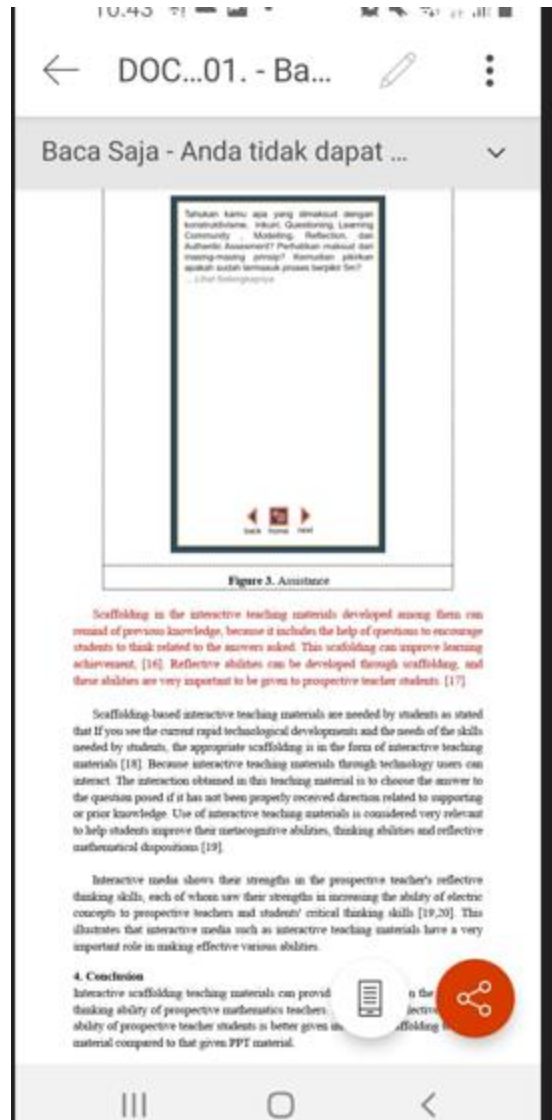 10.43
DOC...01. - Ba...
Baca Saja - Anda tidak dapat ...
Tahukan kamu apa yang dimaksud dengan
konstruktivisme, inkuiri, Questioning, Learning
Community , Modelling, Reflection, dan
Authentic Assesment? Perhatikan maksud dari
masing-masing prinsip? Kemudian pikirkan
apakah sudah termasuk proses berpikir 5m?
... Lihat Selengkapnya
back home next
Figure 3. Assistance
Scaffolding in the interactive teaching materials developed among them can
remind of previous knowledge, because it includes the help of questions to encourage
students to think related to the answers asked. This scafolding can improve learning
achievement, [16]. Reflective abilities can be developed through scaffolding, and
these abilities are very important to be given to prospective teacher students. [17]
Scaffolding-based interactive teaching materials are needed by students as stated
that If you see the current rapid technological developments and the needs of the skills
needed by students, the appropriate scaffolding is in the form of interactive teaching
materials [18]. Because interactive teaching materials through technology users can
interact. The interaction obtained in this teaching material is to choose the answer to
the question posed if it has not been properly received direction related to supporting
or prior knowledge. Use of interactive teaching materials is considered very relevant
to help students improve their metacognitive abilities, thinking abilities and reflective
mathematical dispositions [19].
Interactive media shows their strengths in the prospective teacher's reflective
thinking skills, each of whom saw their strengths in increasing the ability of electric
concepts to prospective teachers and students' critical thinking skills [19,20]. This
illustrates that interactive media such as interactive teaching materials have a very
important role in making effective various abilities.
4. Conclusion
Interactive scaffolding teaching materials can provid n the
thinking ability of prospective mathematics teachers. lective
ability of prospective teacher students is better given in ffolding
material compared to that given PPT material.